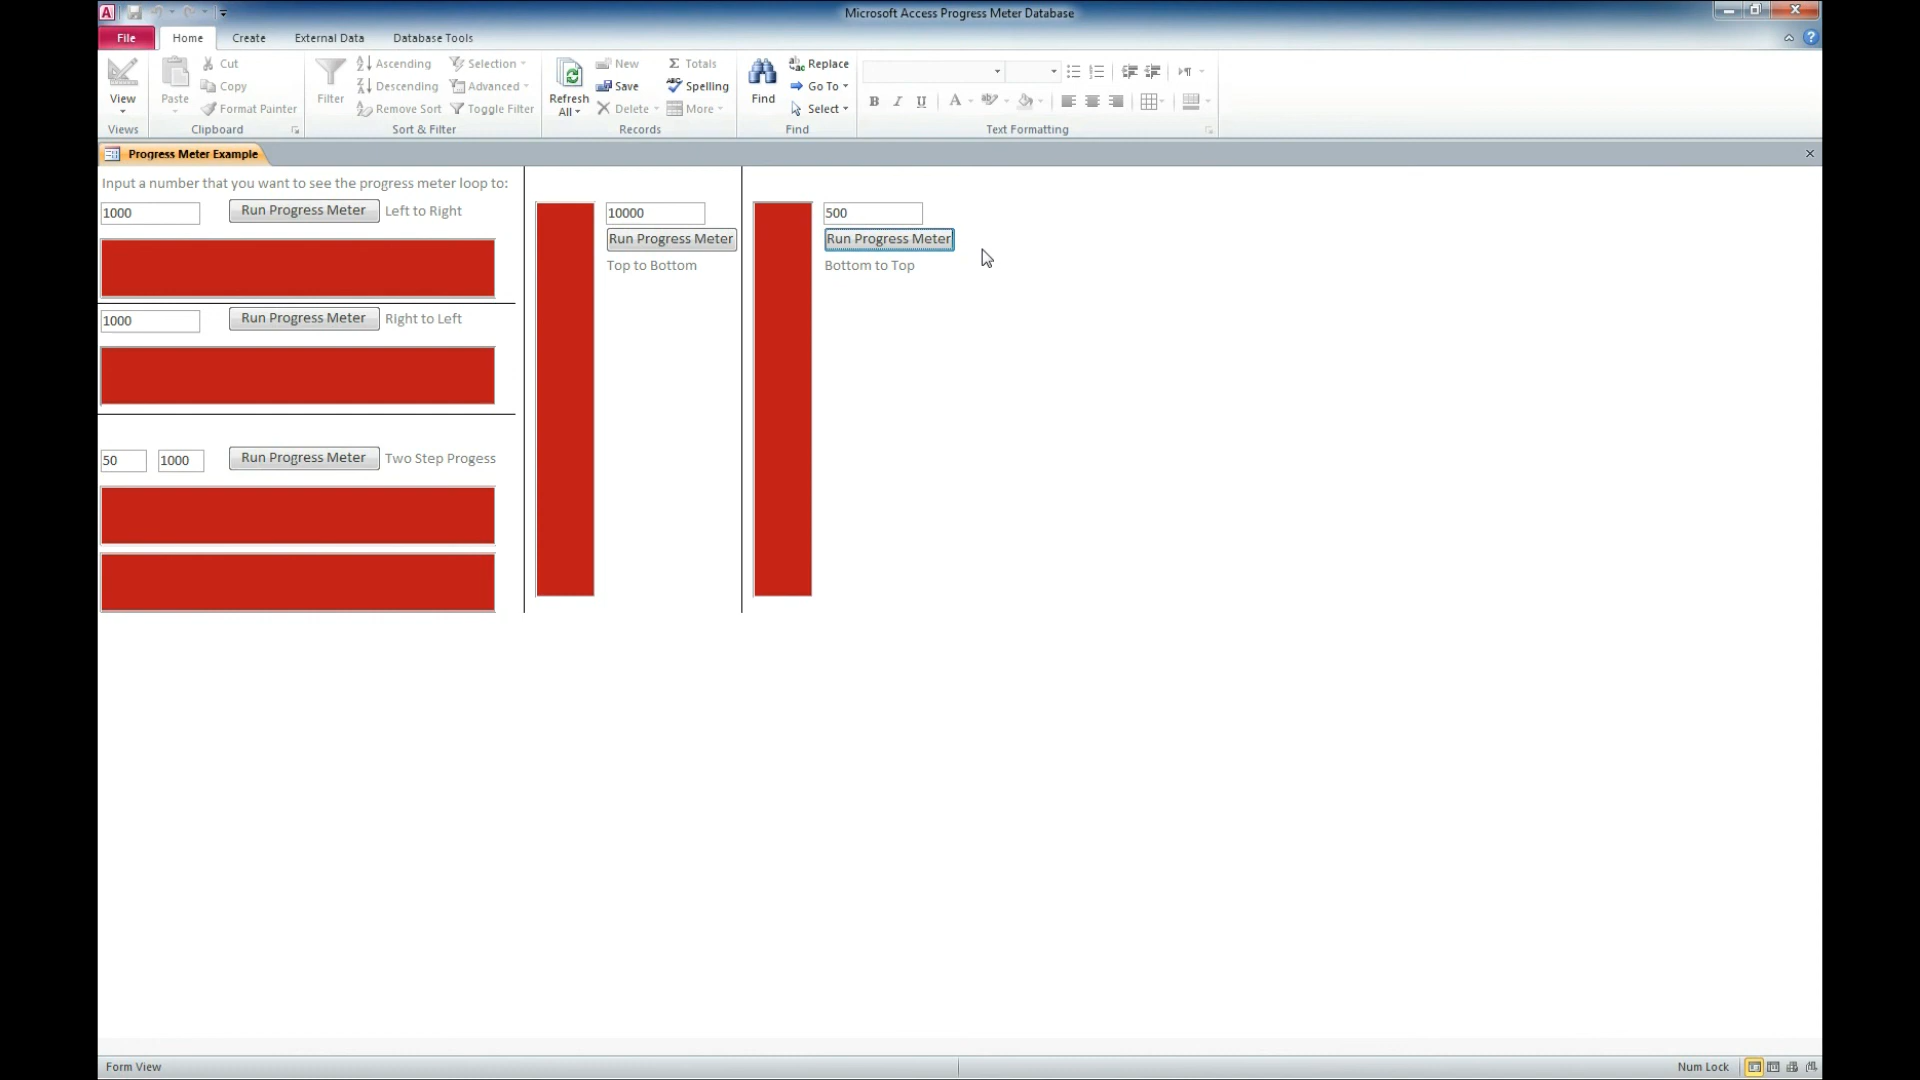 Microsoft Access Progress Meter Database
File Home Create External Data Database Tools
View
Views
Paste
Cut
Copy
Format Painter
Clipboard
Filter
Ascending
Descending
Remove Sort
Selection
Advanced
Toggle Filter
Sort & Filter
Refresh
All
New
Save
Delete
Totals
Spelling
More
Records
Find
Replace
Go To
Select
Find
B I U A
Text Formatting
Progress Meter Example
Input a number that you want to see the progress meter loop to:
1000 Run Progress Meter Left to Right
1000 Run Progress Meter Right to Left
50 1000 Run Progress Meter Two Step Progess
10000
Run Progress Meter
Top to Bottom
500
Run Progress Meter
Bottom to Top
Form View Num Lock